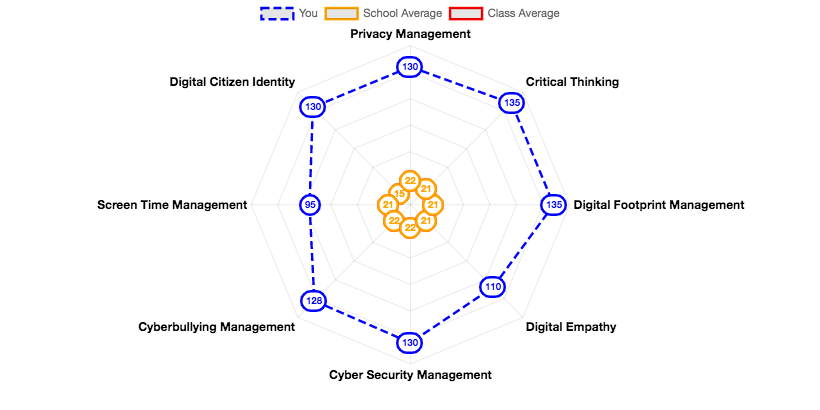 You School Average Class Average
Privacy Management
130
Digital Citizen Identity
Critical Thinking
130
135
22
15
21
Screen Time Management
95
21
21
135
Digital Footprint Management
22
21
22
110
128
Cyberbullying Management
Digital Empathy
130
Cyber Security Management